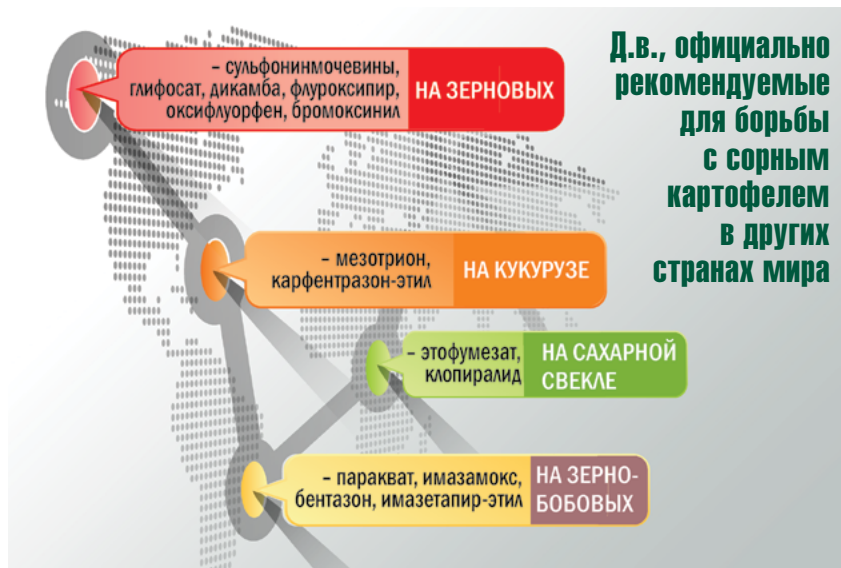 Д.в., официально
рекомендуемые
для борьбы
с сорным
картофелем
в других
странах мира
– сульфонинмочевины,
глифосат, дикамба, флуроксипир,
оксифлуорфен, бромоксинил
НА ЗЕРНОВЫХ
– мезотрион,
карфентразон-этил
НА КУКУРУЗЕ
– этофумезат,
клопиралид
НА САХАРНОЙ
СВЕКЛЕ
– паракват, имазамокс,
бентазон, имазетапир-этил
НА ЗЕРНО-
БОБОВЫХ